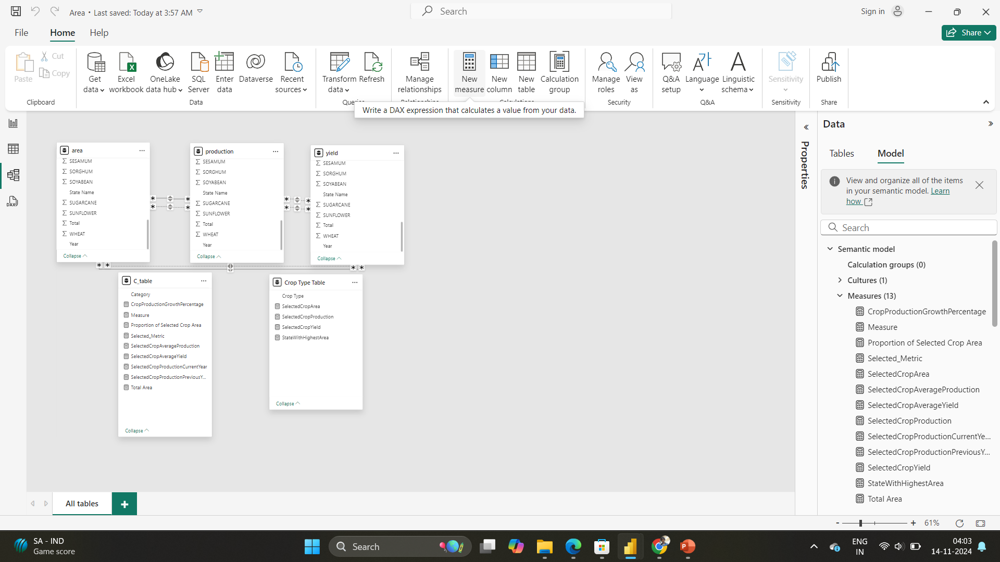 Area • Last saved: Today at 3:57 AM
Search
Sign in
File
Home
Help
Share
Paste
Cut
Copy
Clipboard
Get data
Excel workbook
OneLake data hub
SQL Server
Enter data
Dataverse
Recent sources
Data
Transform data
Refresh
Manage relationships
New measure
New column
New table
Calculation group
Manage roles
View as
Security
Q&A setup
Language
Linguistic schema
Q&A
Sensitivity
Sensitivity
Publish
Share
Write a DAX expression that calculates a value from your data.
area
SESAMUM
SORGHUM
SOYABEAN
State Name
SUGARCANE
SUNFLOWER
Total
WHEAT
Year
Collapse
production
SESAMUM
SORGHUM
SOYABEAN
State Name
SUGARCANE
SUNFLOWER
Total
WHEAT
Year
Collapse
yield
SESAMUM
SORGHUM
SOYABEAN
State Name
SUGARCANE
SUNFLOWER
Total
WHEAT
Year
Collapse
C_table
Category
CropProductionGrowthPercentage
Measure
Proportion of Selected Crop Area
Selected_Metric
SelectedCropAverageProduction
SelectedCropAverageYield
SelectedCropProductionCurrentYear
SelectedCropProductionPreviousY...
Total Area
Collapse
Crop Type Table
Crop Type
SelectedCropArea
SelectedCropProduction
SelectedCropYield
StateWithHighestArea
Collapse
Properties
Data
Tables
Model
View and organize all of the items
in your semantic model. Learn
how
Search
Semantic model
Calculation groups (0)
Cultures (1)
Measures (13)
CropProductionGrowthPercentage
Measure
Proportion of Selected Crop Area
Selected_Metric
SelectedCropArea
SelectedCropAverageProduction
SelectedCropAverageYield
SelectedCropProduction
SelectedCropProductionCurrentYe...
SelectedCropProductionPreviousY...
SelectedCropYield
StateWithHighestArea
Total Area
All tables
61%
SA - IND
Game score
Search
ENG
IN
04:03
14-11-2024